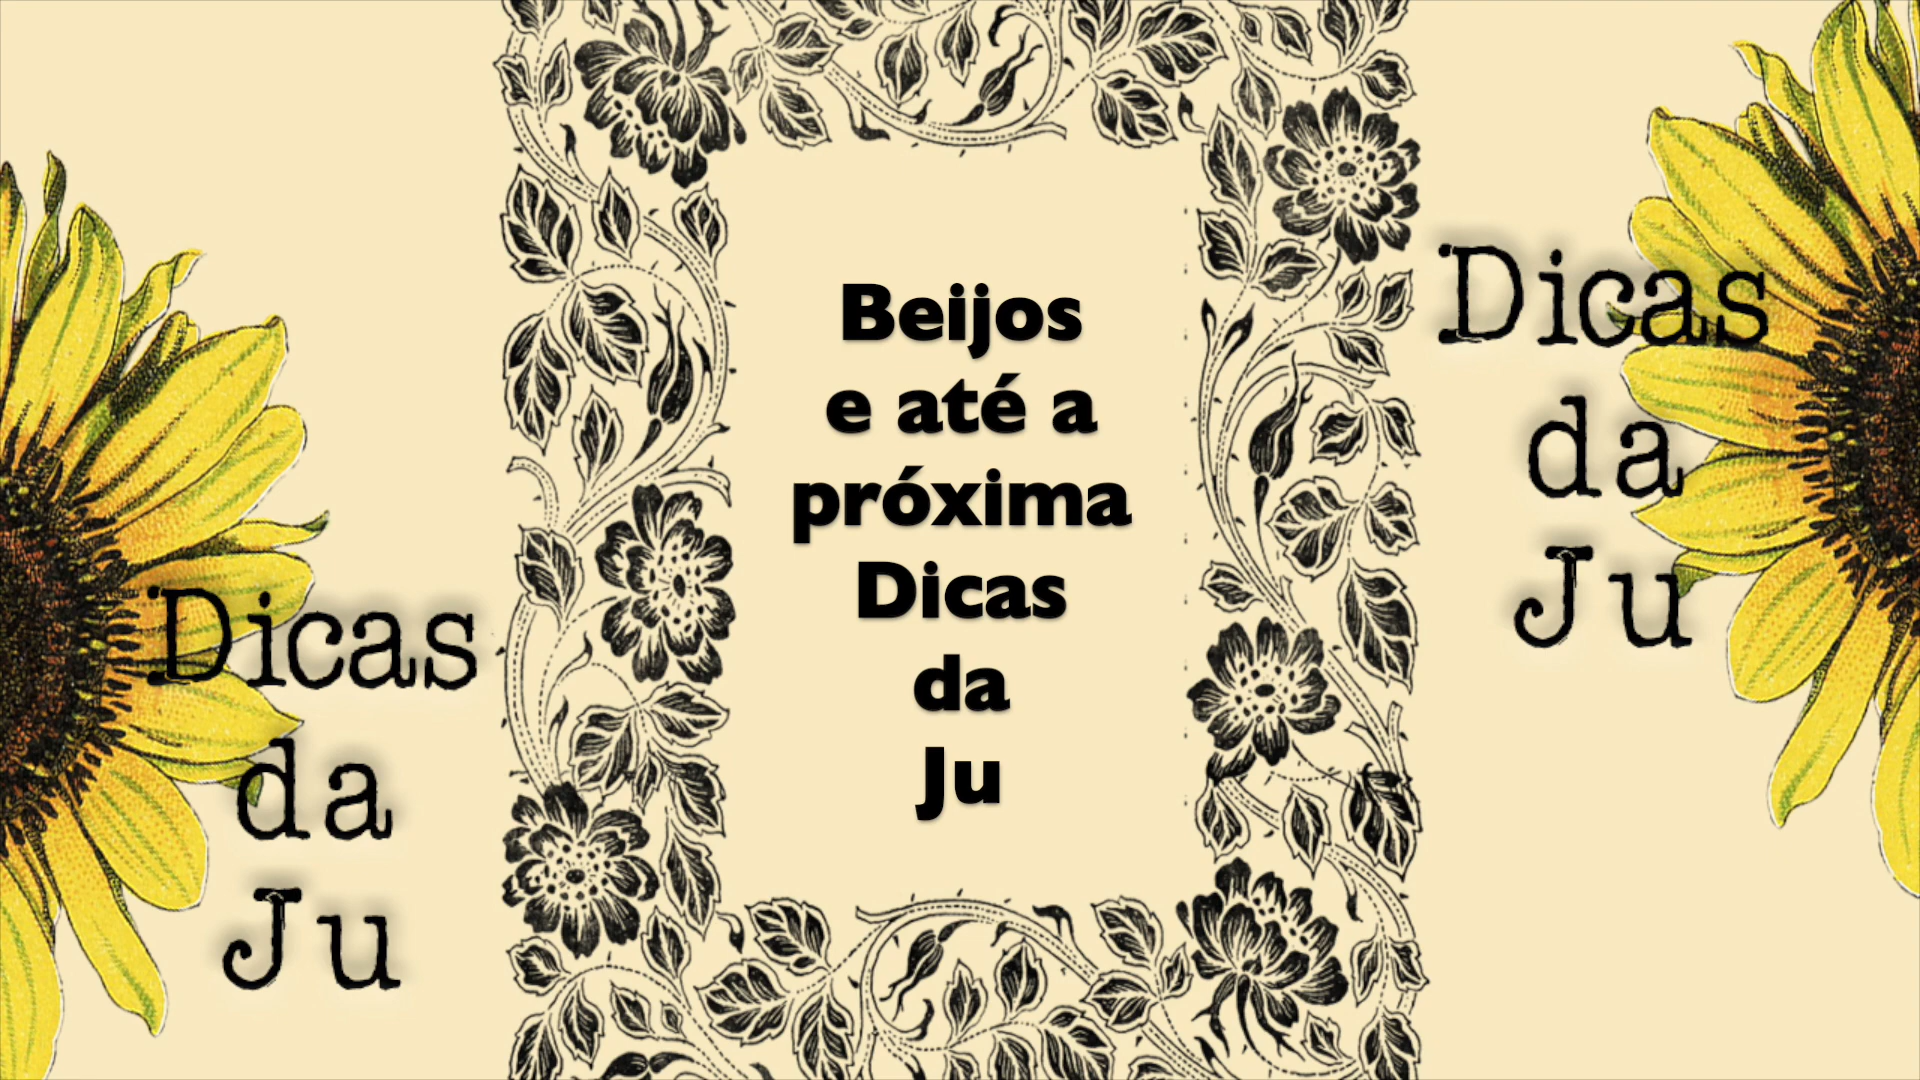 Beijos
e até a
próxima
Dicas
da
Ju
Dicas
da
Ju
Dicas
da
Ju